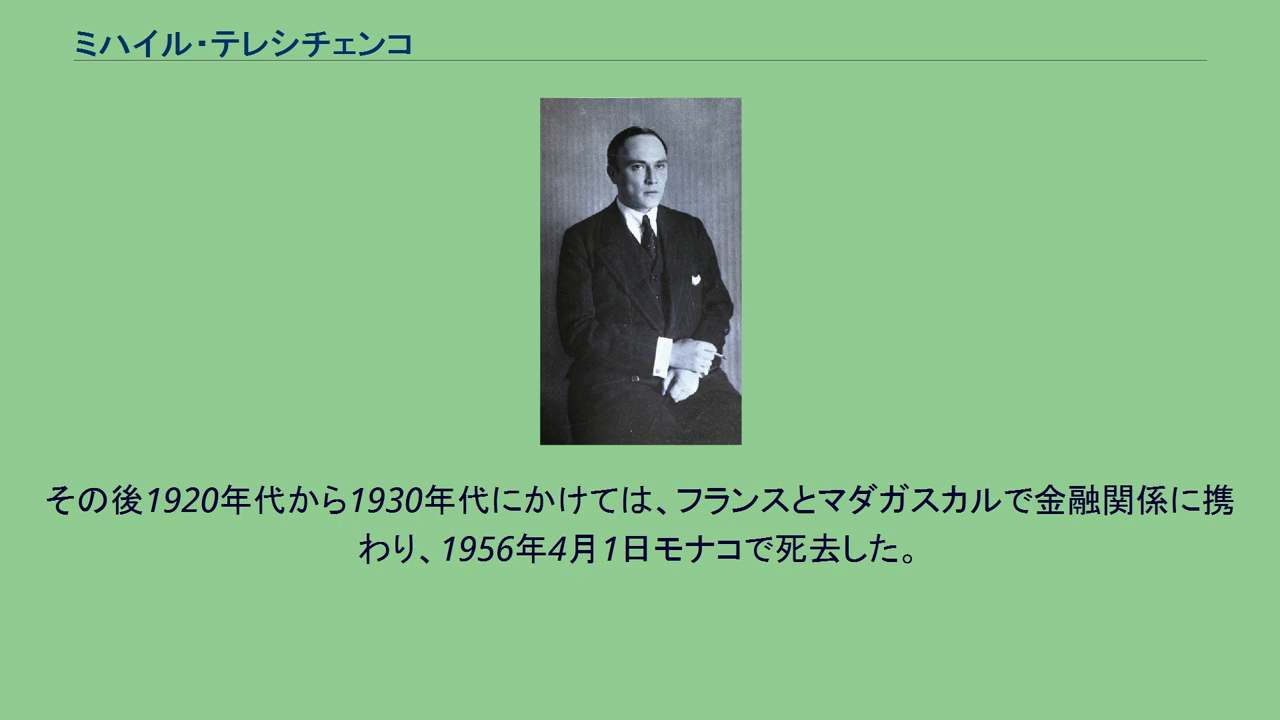 ミハイル・テレシチェンコ
その後1920年代から1930年代にかけては、フランスとマダガスカルで金融関係に携
わり、1956年4月1日モナコで死去した。